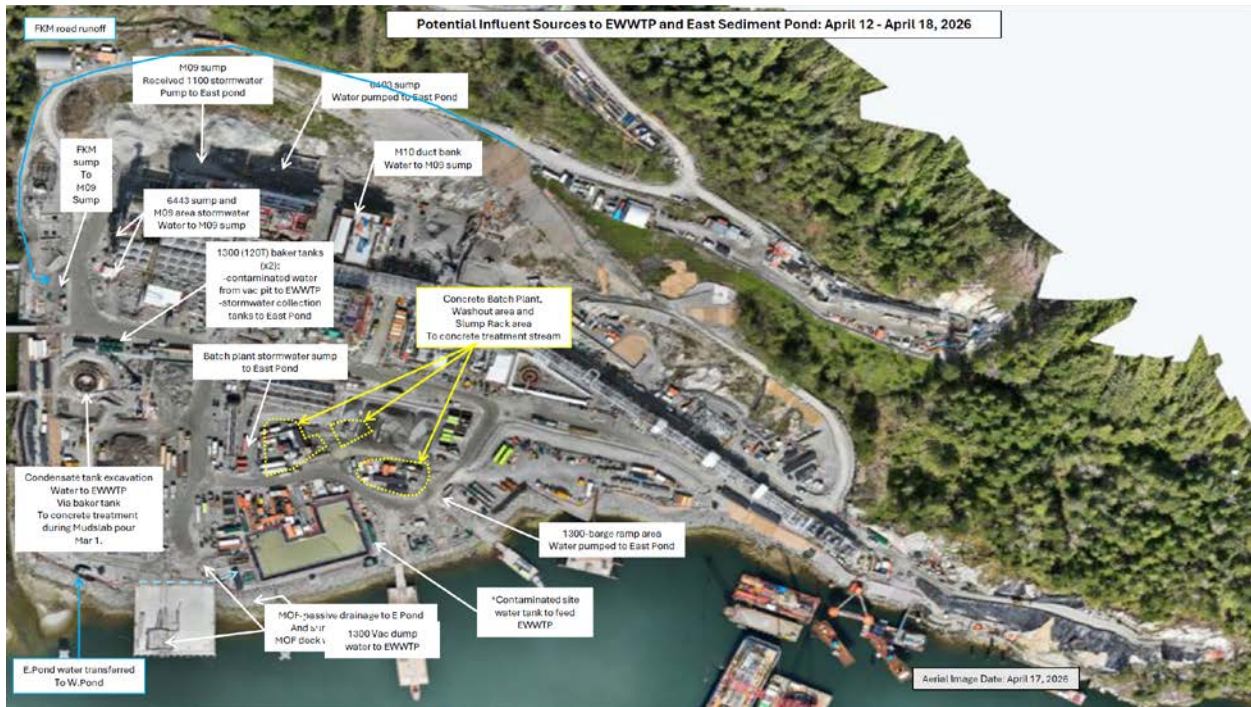 Potential Influent Sources to EWWTP and East Sediment Pond: April 12 - April 18, 2026
FKM road runoff
M09 sump
Received 1100 stormwater
Pump to East pond
sump
Water pumped to East Pond
M10 duct bank
Water to M09 sump
FKM
sump
To
M09
Sump
6443 sump and
M09 area stormwater
Water to M09 sump
1300 (120T) baker tanks
(x2):
-contaminated water
from vac pit to EWWTP
-stormwater collection
tanks to East Pond
Concrete Batch Plant,
Washout area and
Slump Rack area
To concrete treatment stream
Batch plant stormwater sump
to East Pond
Condensate tank excavation
Water to EWWTP
Via baker tank
To concrete treatment
during Mudslab pour
Mar 1.
1300-barge ramp area
Water pumped to East Pond
*Contaminated site
water tank to feed
EWWTP
MOF-passive drainage to E Pond
And
MOF dock
1300 Vac dump
water to EWWTP
E.Pond water transferred
To W.Pond
Aerial Image Date: April 17, 2026